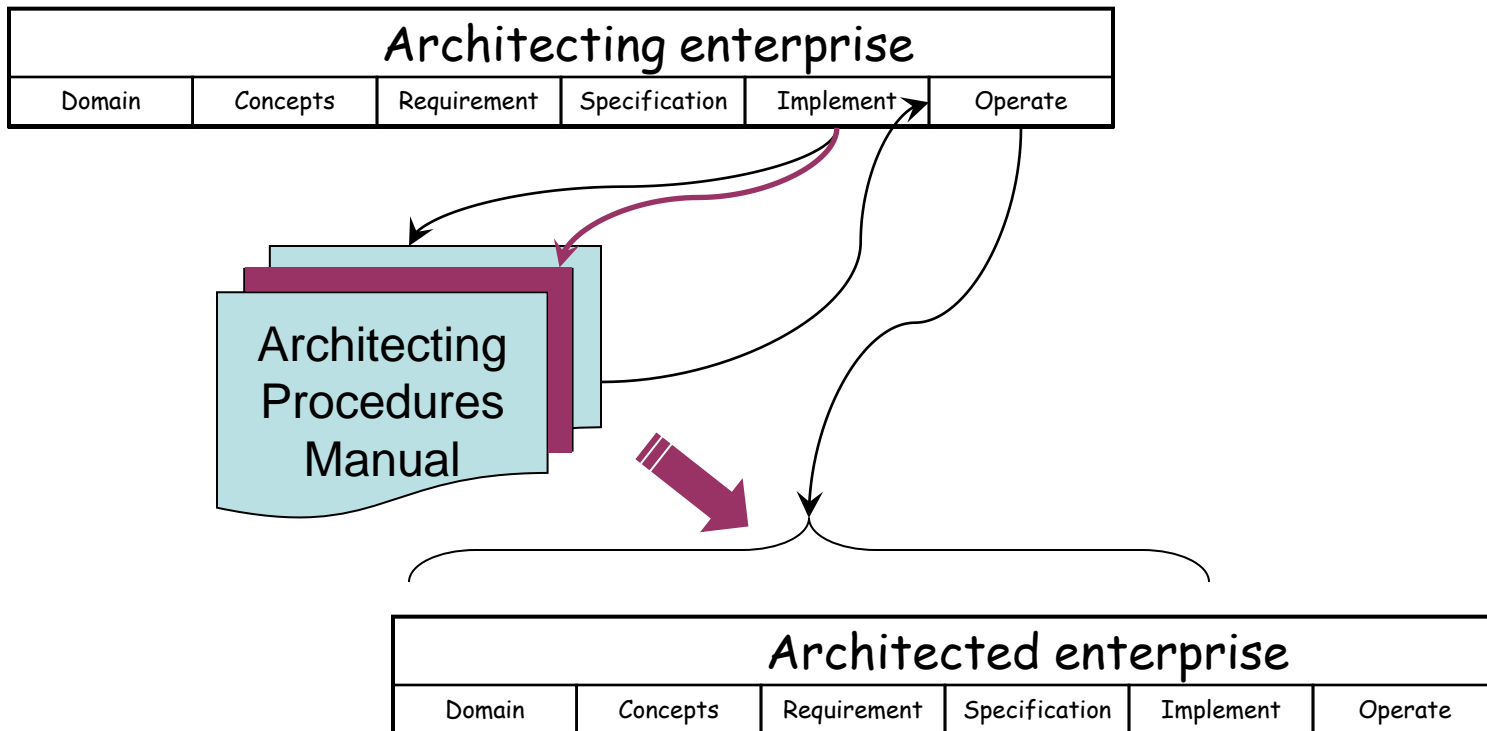 Architecting enterprise
Domain Concepts Requirement Specification Implement Operate
Architecting
Procedures
Manual
Architected enterprise
Domain Concepts Requirement Specification Implement Operate